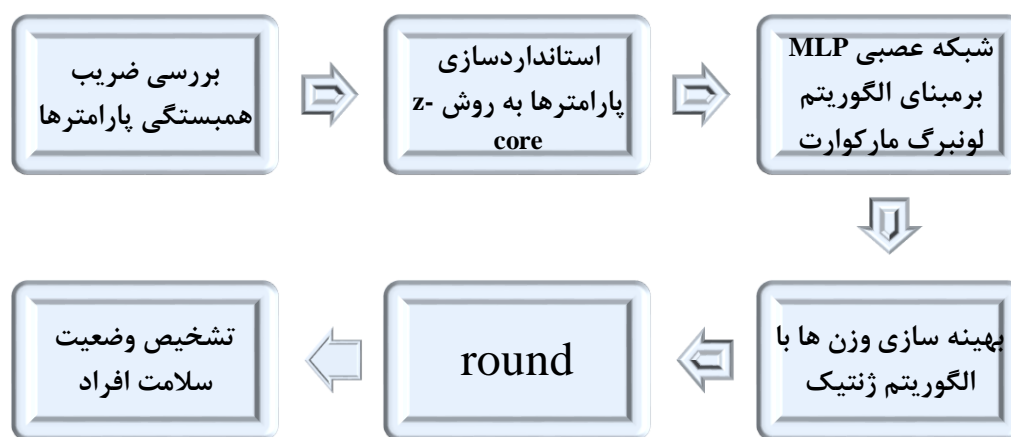 بررسی ضریب
همبستگی پارامترها
استانداردسازی
پارامترها به روش z-
core
شبکه عصبی MLP
برمبنای الگوریتم
لونبرگ مارکوارت
بهینه سازی وزن ها با
الگوریتم ژنتیک
round
تشخیص وضعیت
سلامت افراد